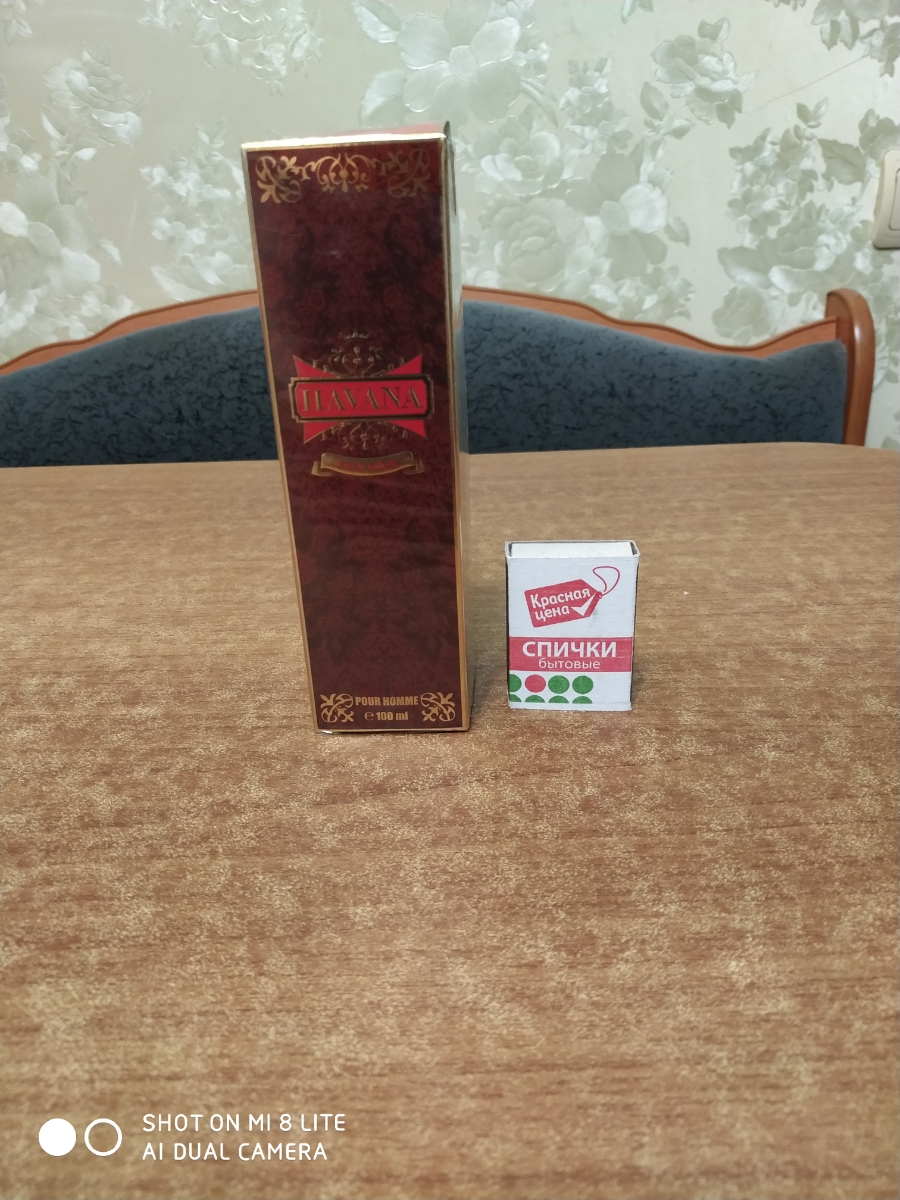 HAVANA
POUR HOMME
℮ 100 ml
Красная
цена
СПИЧКИ
бытовые
SHOT ON MI 8 LITE
AI DUAL CAMERA